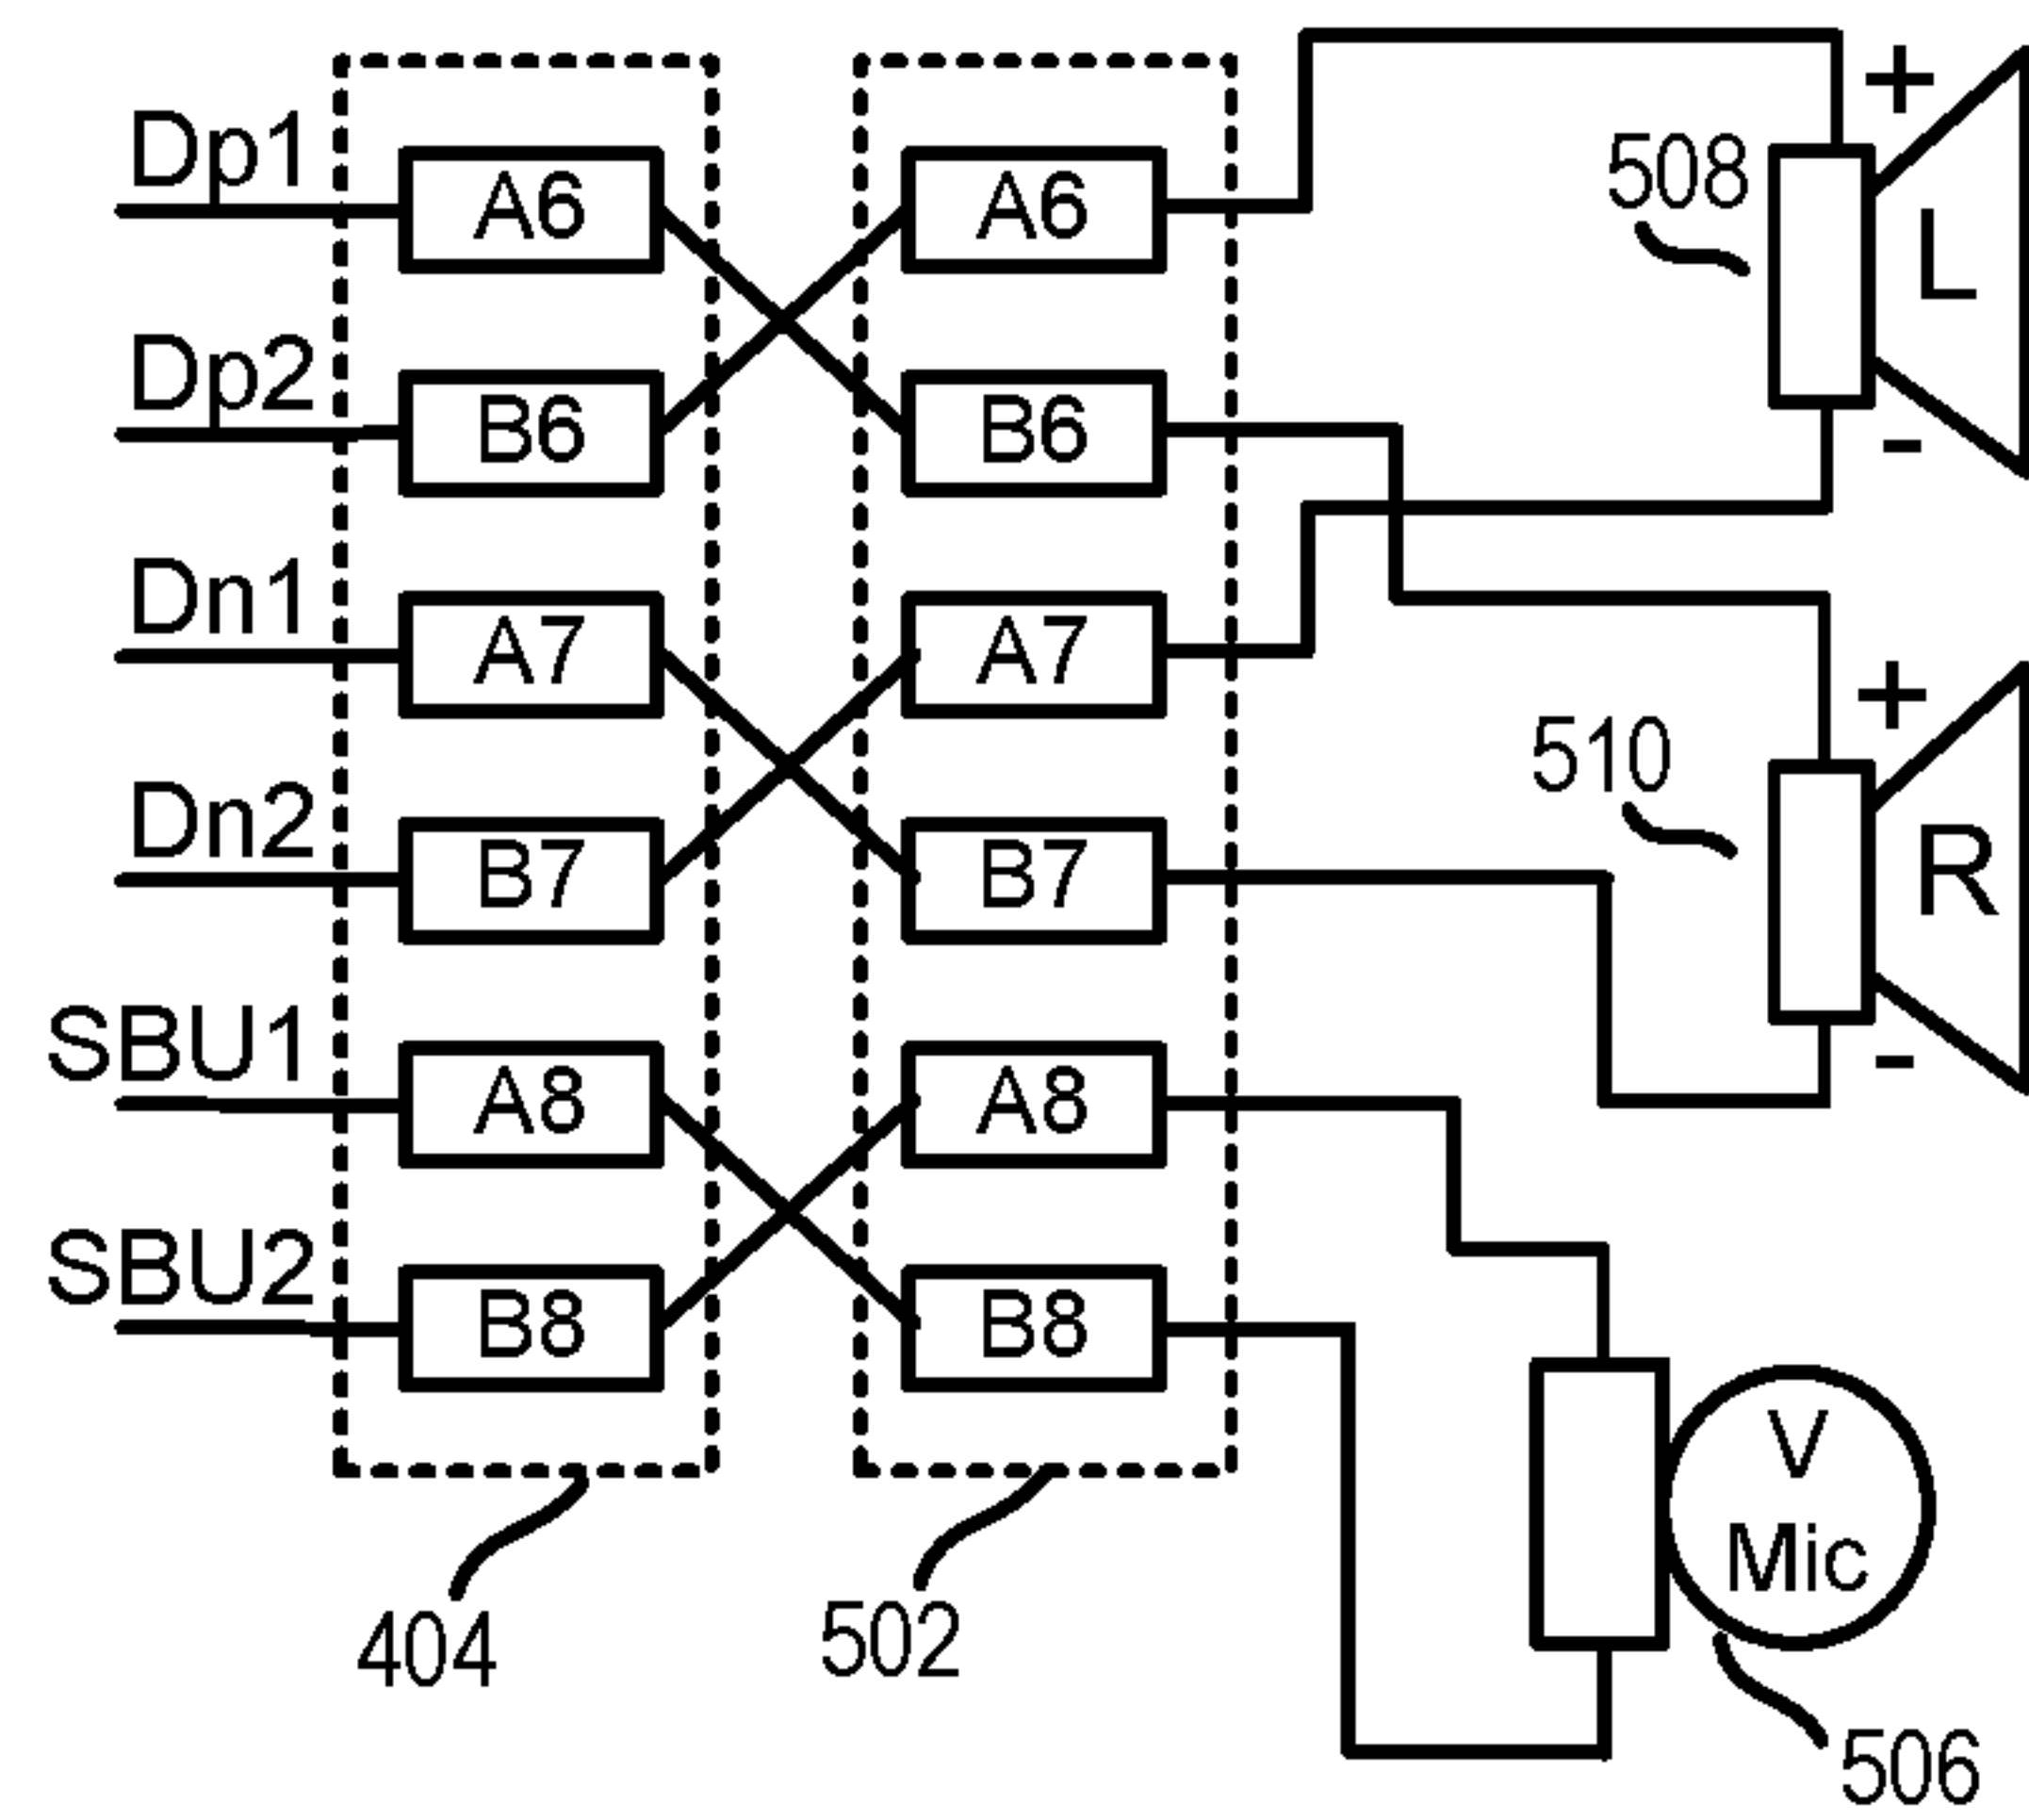 Dp1
A6
A6
+
508
L
Dp2
B6
B6
-
Dn1
A7
A7
+
510
Dn2
B7
B7
R
SBU1
A8
A8
-
SBU2
B8
B8
V
Mic
404
502
506